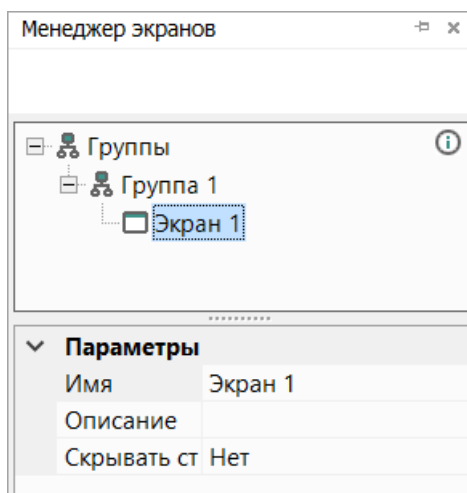 Менеджер экранов
Группы
Группа 1
Экран 1
Параметры
Имя Экран 1
Описание
Скрывать ст Нет